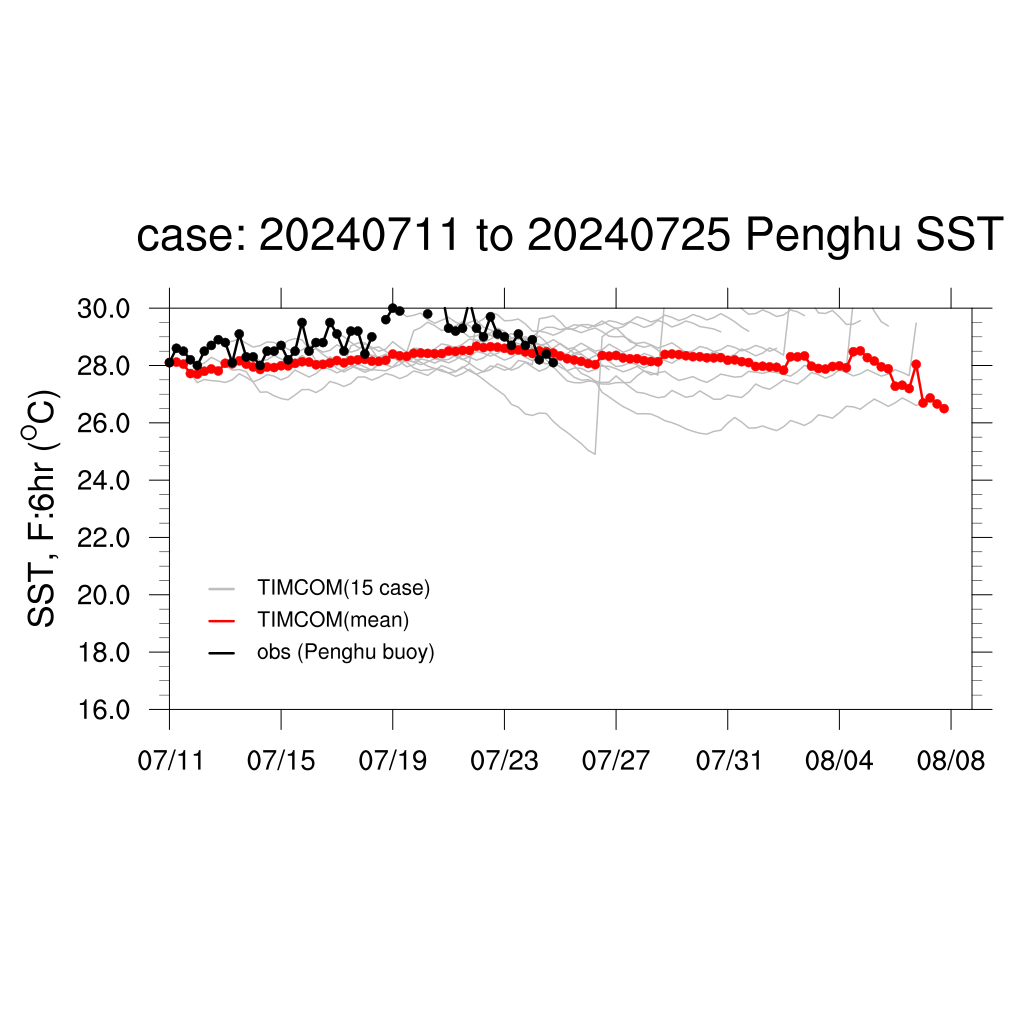 case: 20240711 to 20240725 Penghu SST
SST, F:6hr (°C)
30.0
28.0
26.0
24.0
22.0
20.0
18.0
16.0
TIMCOM(15 case)
TIMCOM(mean)
obs (Penghu buoy)
07/11 07/15 07/19 07/23 07/27 07/31 08/04 08/08